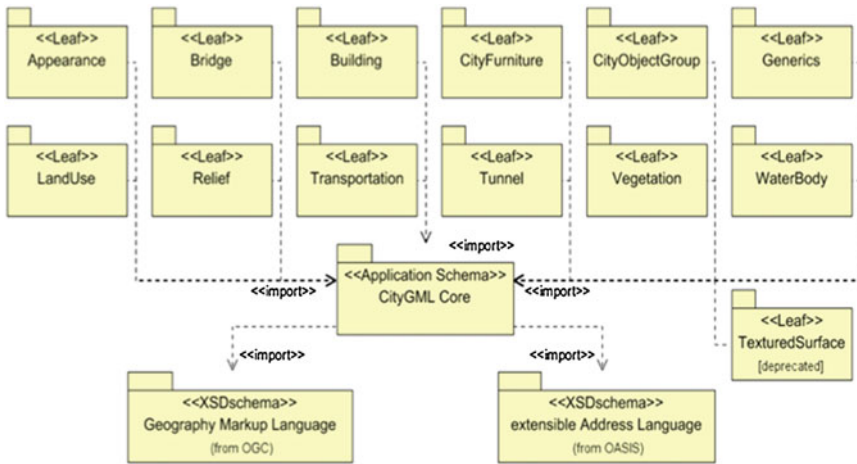 <<Leaf>>
Appearance
<<Leaf>>
Bridge
<<Leaf>>
Building
<<Leaf>>
CityFurniture
<<Leaf>>
CityObjectGroup
<<Leaf>>
Generics
<<Leaf>>
LandUse
<<Leaf>>
Relief
<<Leaf>>
Transportation
<<Leaf>>
Tunnel
<<Leaf>>
Vegetation
<<Leaf>>
WaterBody
<<import>>
<<Application Schema>>
CityGML Core
<<import>>
<<import>>
<<Leaf>>
TexturedSurface
[deprecated]
<<import>>
<<import>>
<<XSDschema>>
Geography Markup Language
(from OGC)
<<XSDschema>>
extensible Address Language
(from OASIS)